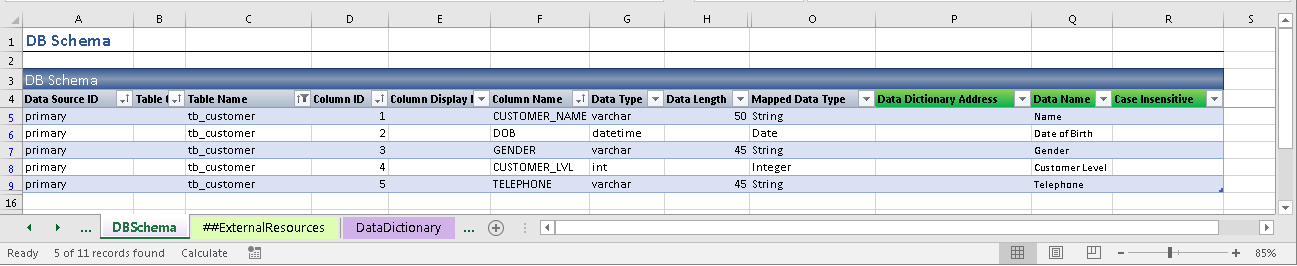 A B C D E F G H O P Q R S
1 DB Schema
2
3 DB Schema
4 Data Source ID Table Table Name Column ID Column Display Column Name Data Type Data Length Mapped Data Type Data Dictionary Address Data Name Case Insensitive
5 primary tb_customer 1 CUSTOMER_NAME varchar 50 String Name
6 primary tb_customer 2 DOB datetime Date Date of Birth
7 primary tb_customer 3 GENDER varchar 45 String Gender
8 primary tb_customer 4 CUSTOMER_LVL int Integer Customer Level
9 primary tb_customer 5 TELEPHONE varchar 45 String Telephone
16
... DBSchema ##ExternalResources DataDictionary ...
Ready 5 of 11 records found Calculate 85%